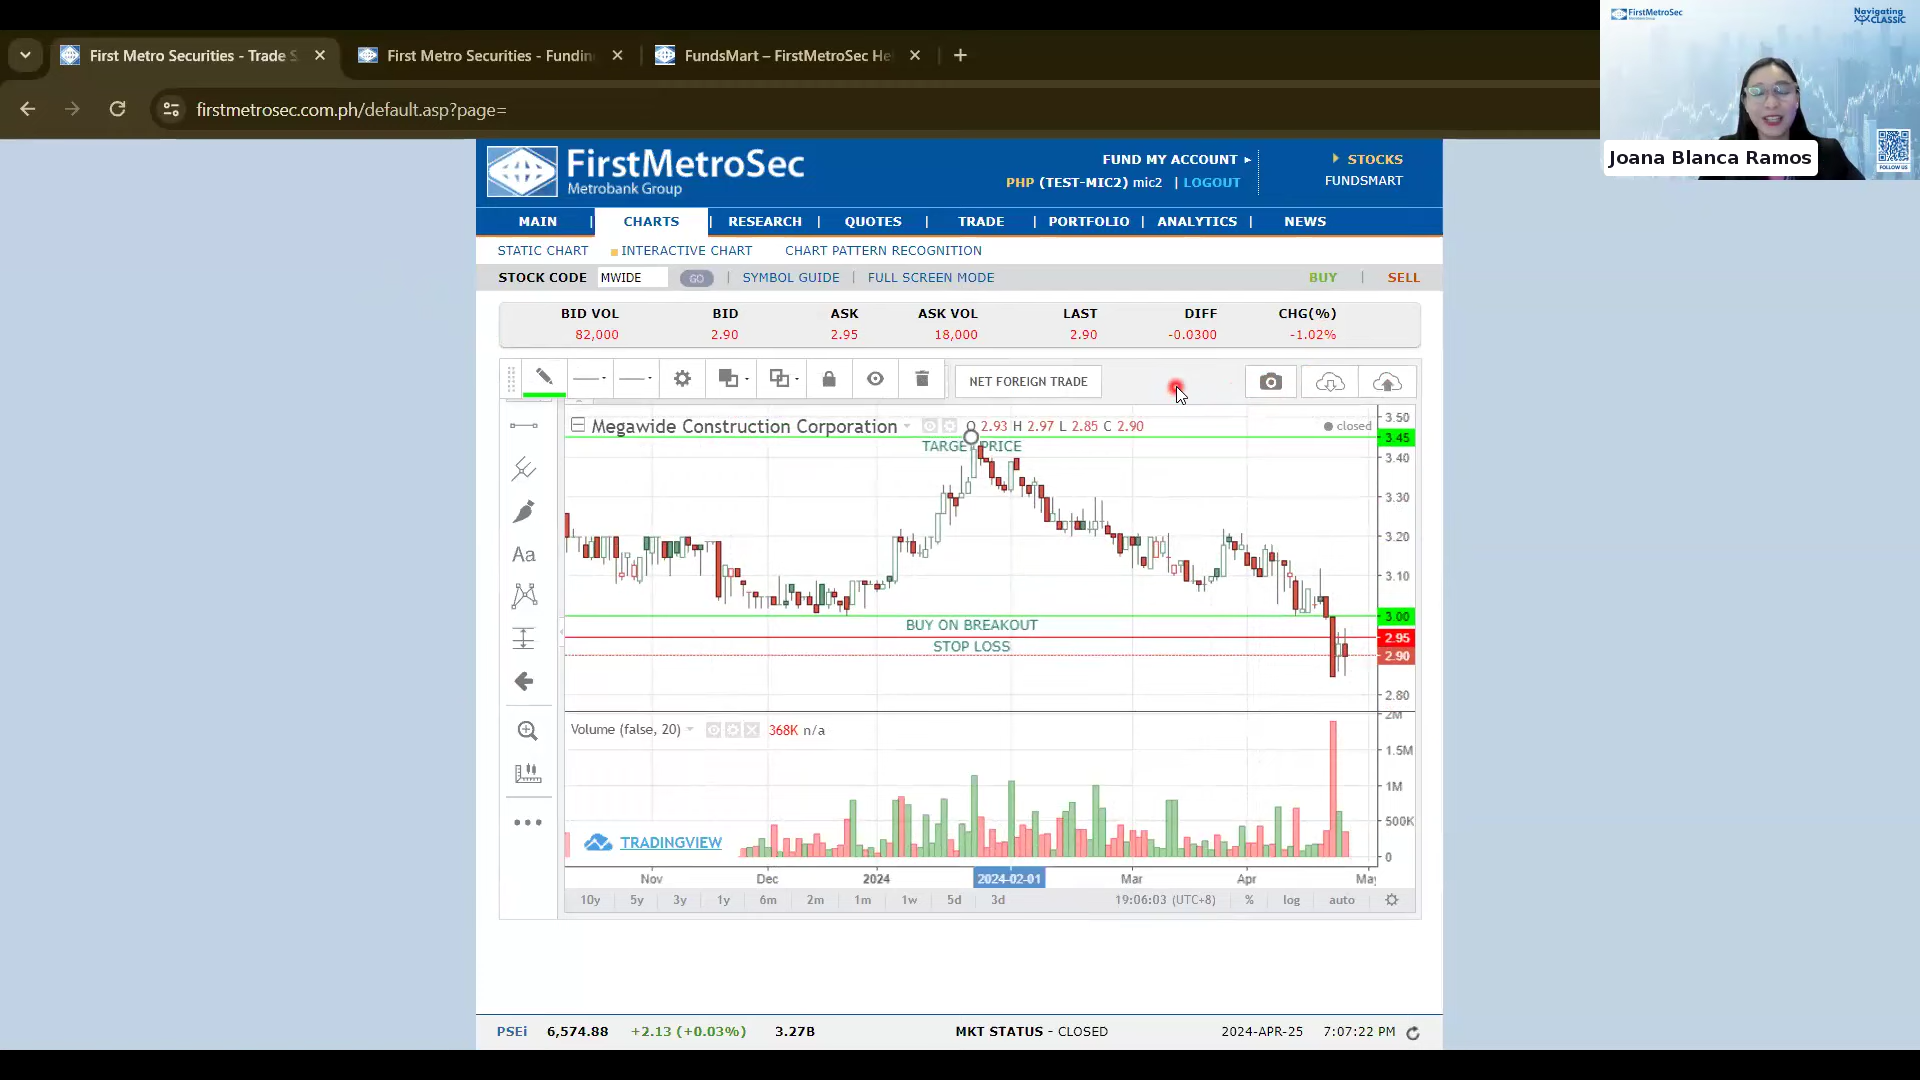 First Metro Securities - Trade S
First Metro Securities - Fundin
FundsMart – FirstMetroSec He
firstmetrosec.com.ph/default.asp?page=
FirstMetroSec
Navigating
CLASSIC
FOLLOW US
Joana Blanca Ramos
FirstMetroSec
Metrobank Group
FUND MY ACCOUNT
STOCKS
PHP (TEST-MIC2) mic2 | LOGOUT
FUNDSMART
MAIN | CHARTS | RESEARCH | QUOTES | TRADE | PORTFOLIO | ANALYTICS | NEWS
STATIC CHART INTERACTIVE CHART CHART PATTERN RECOGNITION
STOCK CODE MWIDE GO | SYMBOL GUIDE | FULL SCREEN MODE BUY | SELL
BID VOL BID ASK ASK VOL LAST DIFF CHG(%)
82,000 2.90 2.95 18,000 2.90 -0.0300 -1.02%
NET FOREIGN TRADE
Megawide Construction Corporation O 2.93 H 2.97 L 2.85 C 2.90 closed
3.50
3.45
TARGET PRICE
3.40
3.30
3.20
Aa
3.10
3.00
BUY ON BREAKOUT
2.95
STOP LOSS
2.90
2.80
2M
Volume (false, 20) 368K n/a
1.5M
1M
500K
TRADINGVIEW
0
Nov Dec 2024 2024-02-01 Mar Apr May
10y 5y 3y 1y 6m 2m 1m 1w 5d 3d 19:06:03 (UTC+8) % log auto
PSEi 6,574.88 +2.13 (+0.03%) 3.27B MKT STATUS - CLOSED 2024-APR-25 7:07:22 PM